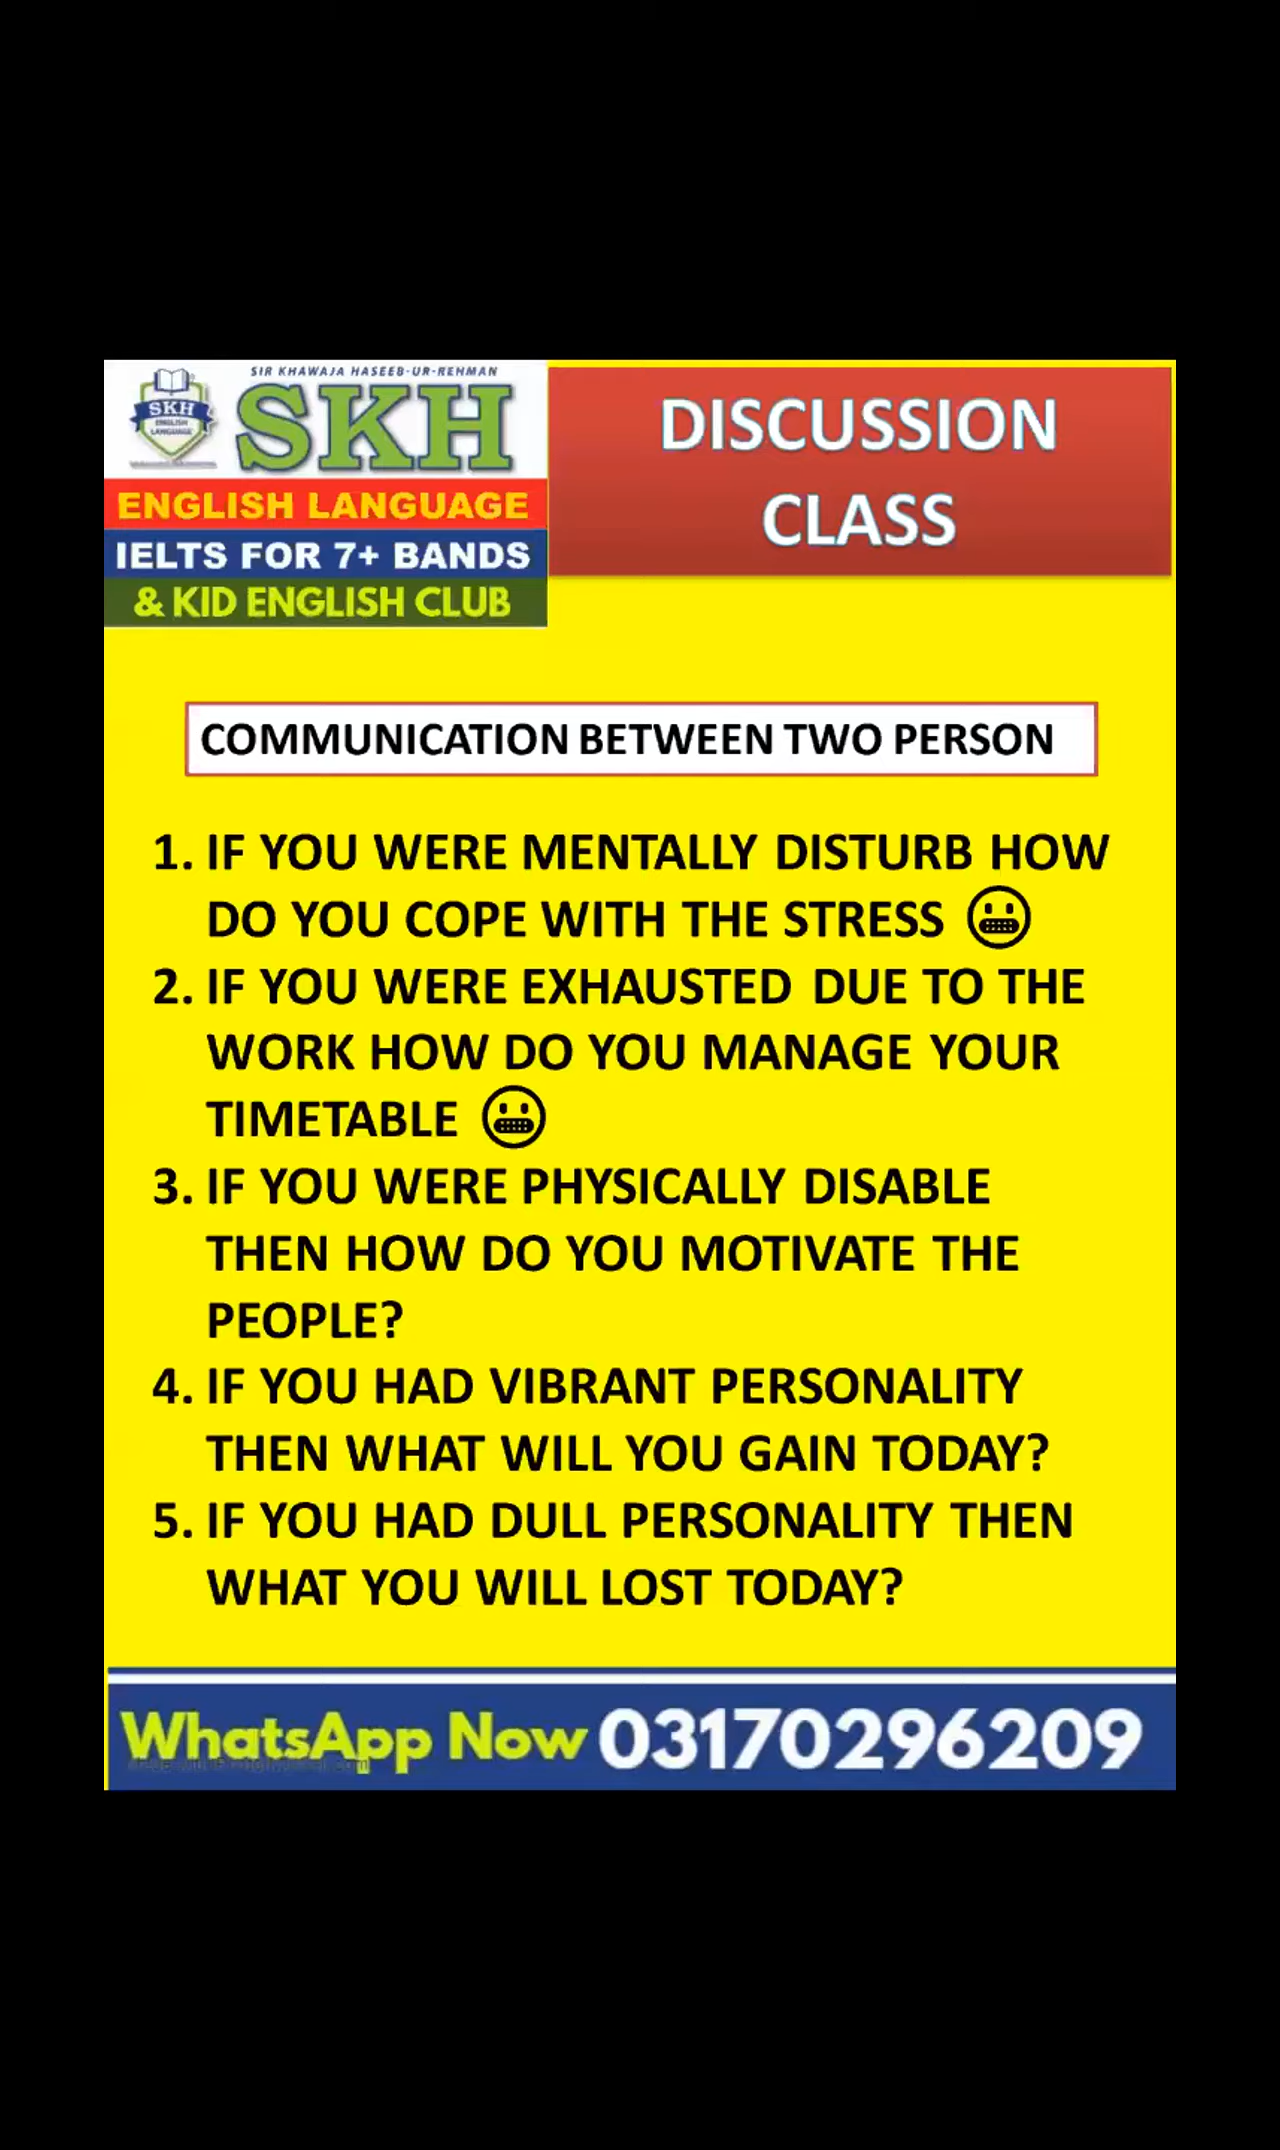 SIR KHAWAJA HASEEB-UR-REHMAN
SKH
ENGLISH
LANGUAGE
SKH
ENGLISH LANGUAGE
IELTS FOR 7+ BANDS
& KID ENGLISH CLUB
DISCUSSION
CLASS
COMMUNICATION BETWEEN TWO PERSON
1. IF YOU WERE MENTALLY DISTURB HOW
DO YOU COPE WITH THE STRESS 😬
2. IF YOU WERE EXHAUSTED DUE TO THE
WORK HOW DO YOU MANAGE YOUR
TIMETABLE 😬
3. IF YOU WERE PHYSICALLY DISABLE
THEN HOW DO YOU MOTIVATE THE
PEOPLE?
4. IF YOU HAD VIBRANT PERSONALITY
THEN WHAT WILL YOU GAIN TODAY?
5. IF YOU HAD DULL PERSONALITY THEN
WHAT YOU WILL LOST TODAY?
WhatsApp Now 03170296209